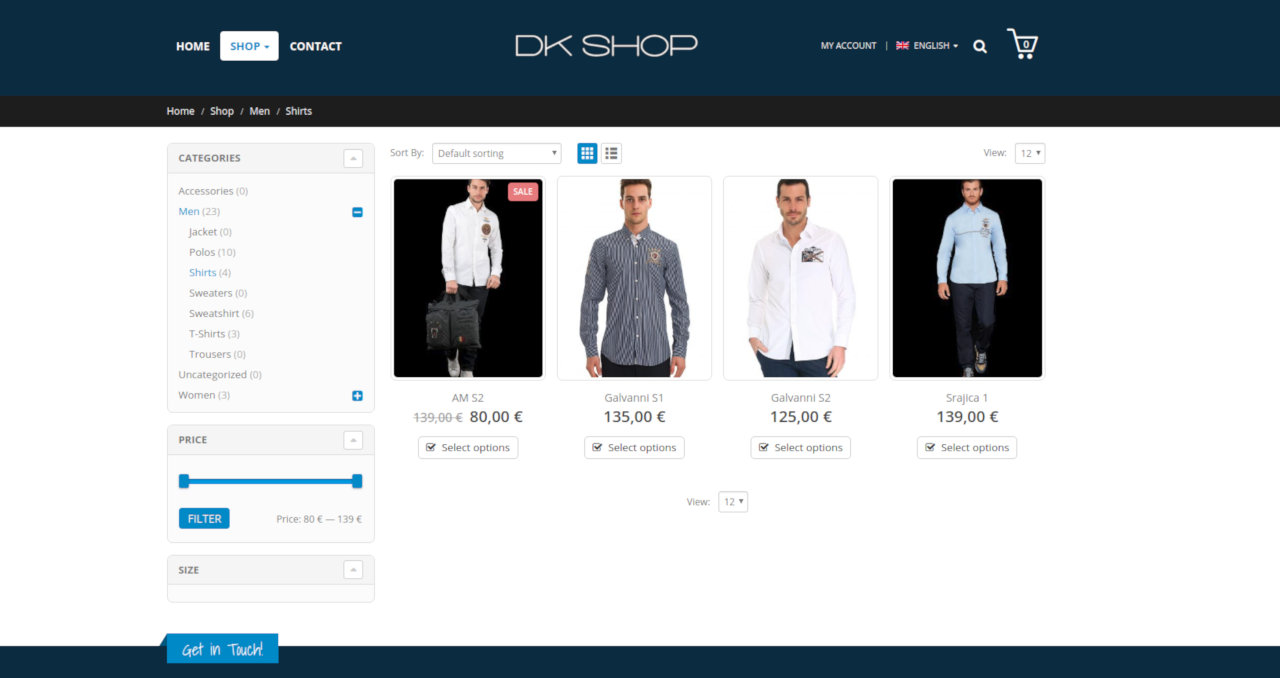 HOME SHOP CONTACT
DK SHOP
MY ACCOUNT | ENGLISH
0
Home / Shop / Men / Shirts
CATEGORIES
Accessories (0)
Men (23)
Jacket (0)
Polos (10)
Shirts (4)
Sweaters (0)
Sweatshirt (6)
T-Shirts (3)
Trousers (0)
Uncategorized (0)
Women (3)
PRICE
FILTER
Price: 80 € — 139 €
SIZE
Sort By: Default sorting
View: 12
SALE
AM S2
139,00 € 80,00 €
Select options
Galvanni S1
135,00 €
Select options
Galvanni S2
125,00 €
Select options
Srajica 1
139,00 €
Select options
View: 12
Get in Touch!